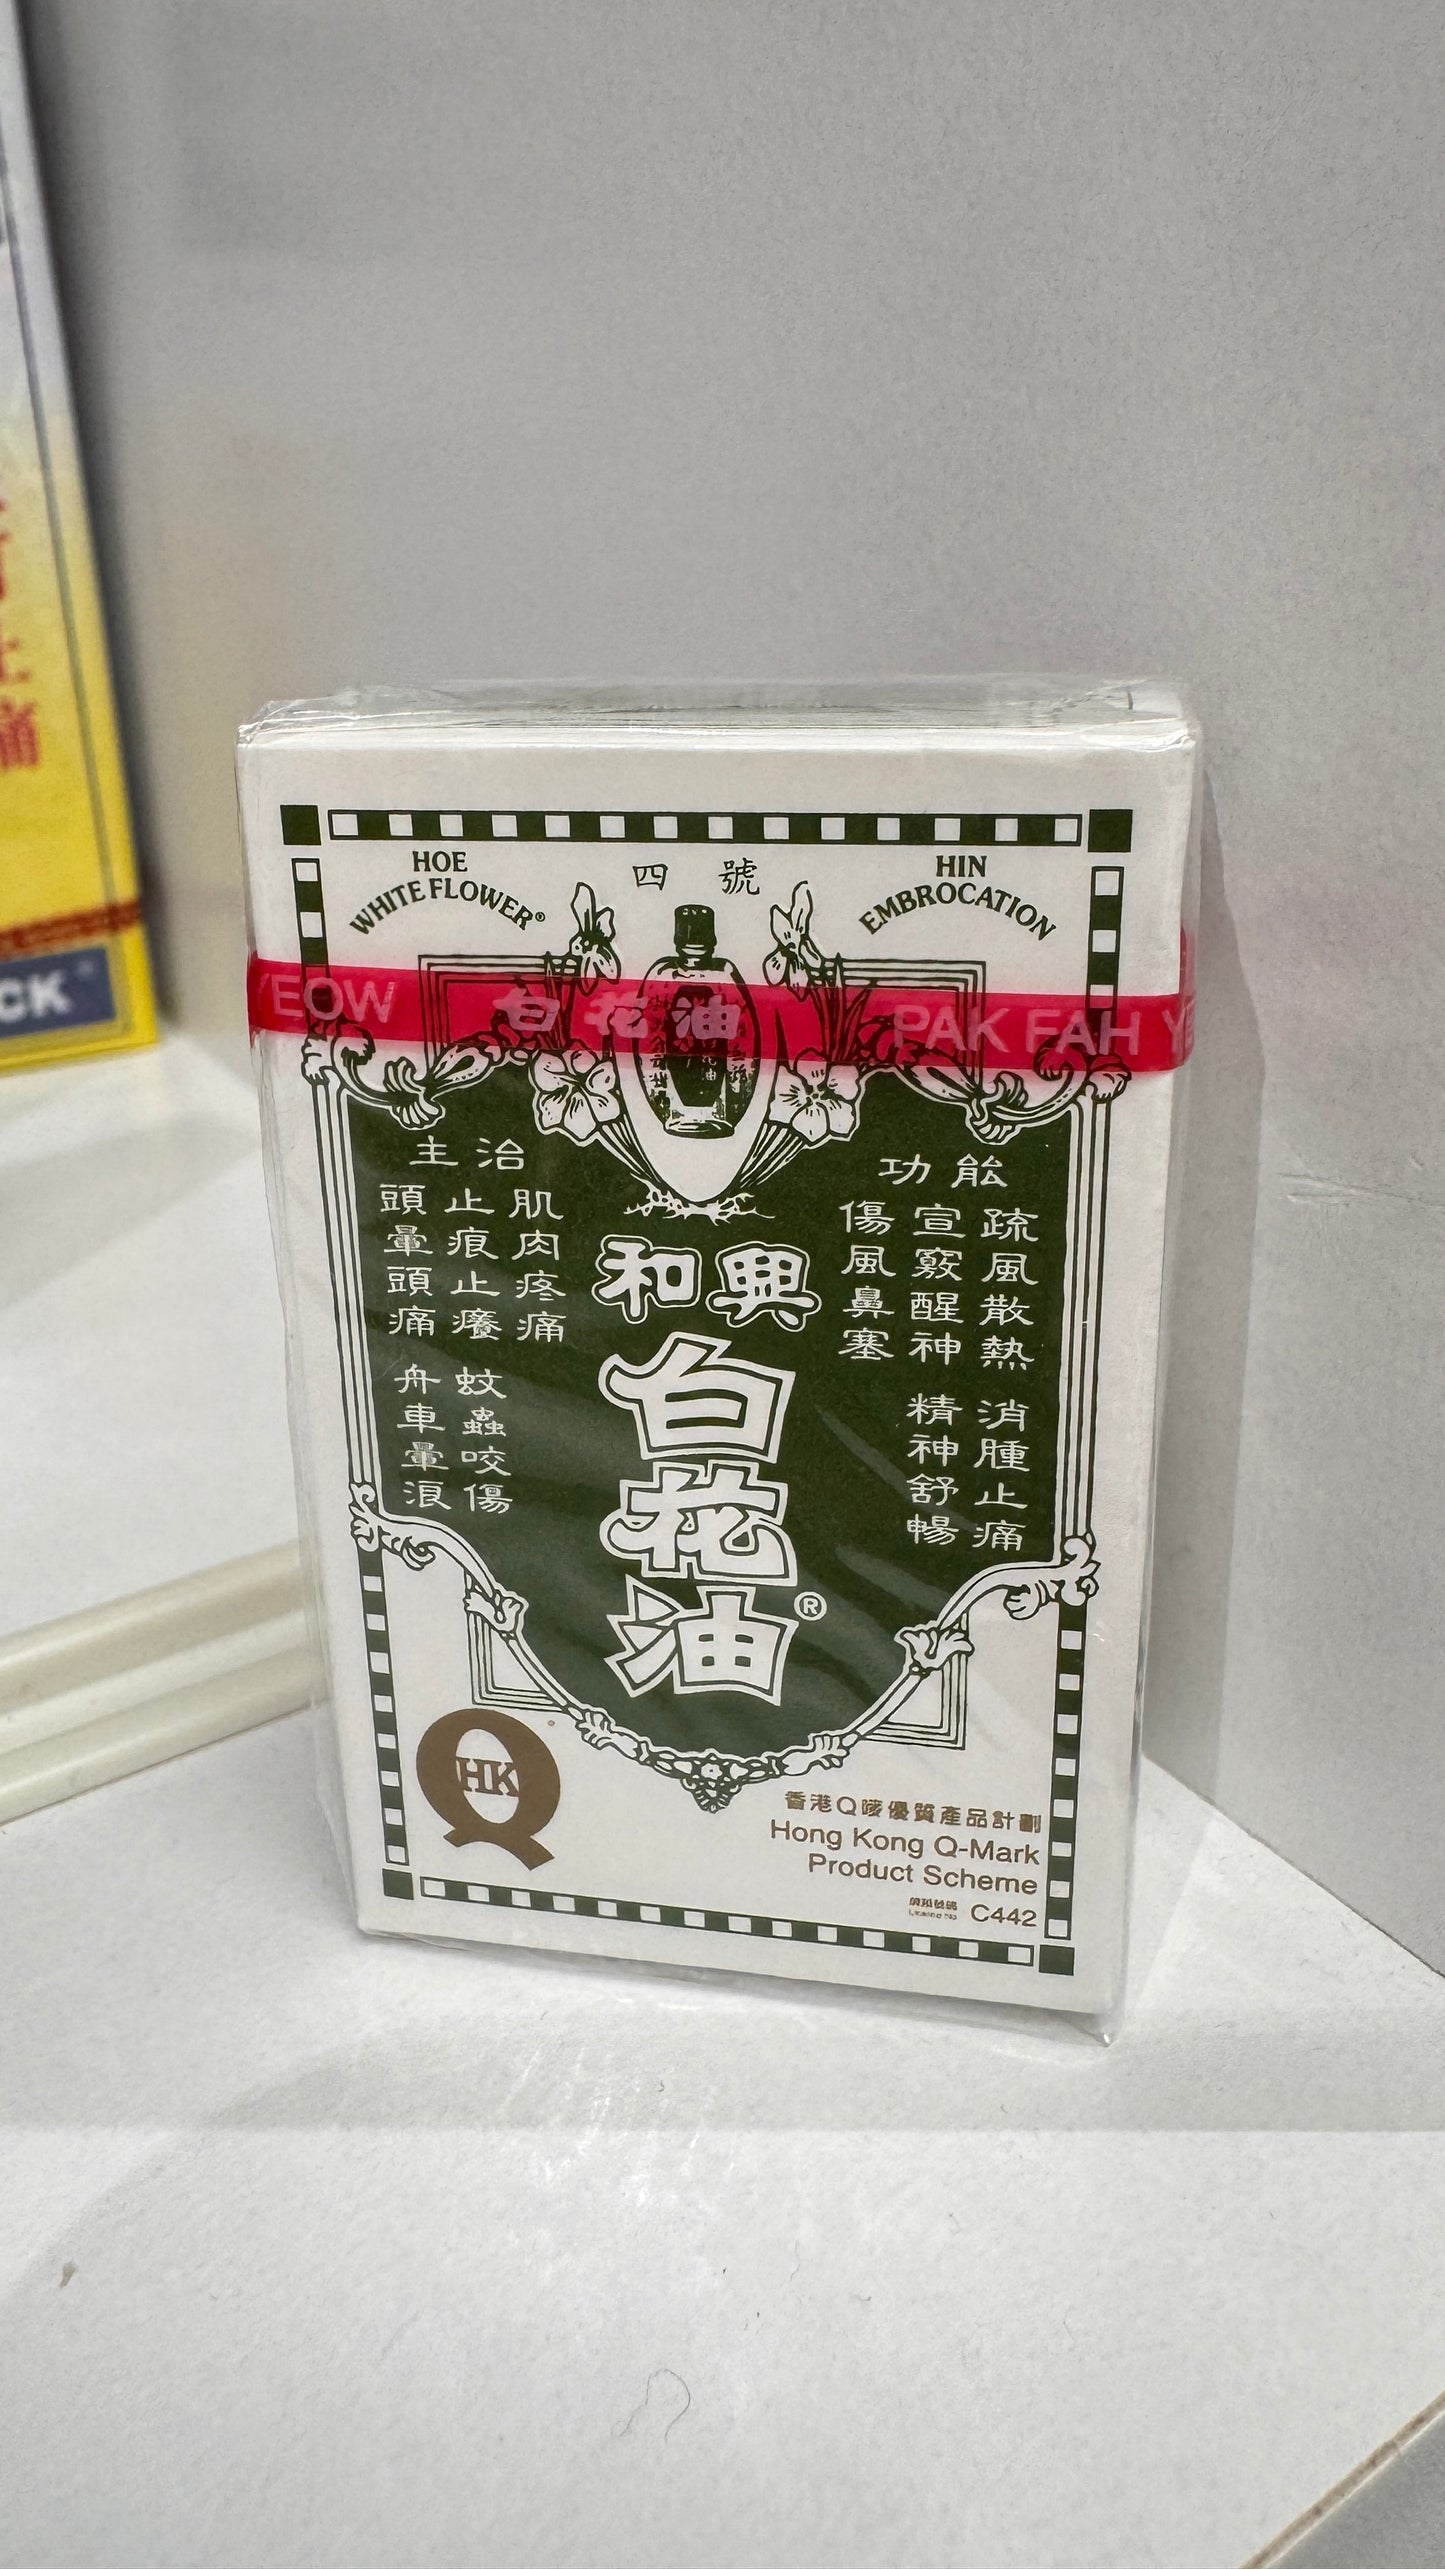 HOE
WHITE FLOWER®
四號
HIN
EMBROCATION
YEOW 白花油 PAK FAH
功能
疏風散熱 消腫止痛
宣竅醒神 精神舒暢
傷風鼻塞
和興
白花油®
主治
肌肉疼痛
止痕止癢 蚊蟲咬傷
頭暈頭痛 舟車暈浪
HK
香港Q嘜優質產品計劃
Hong Kong Q-Mark
Product Scheme
C442
CK